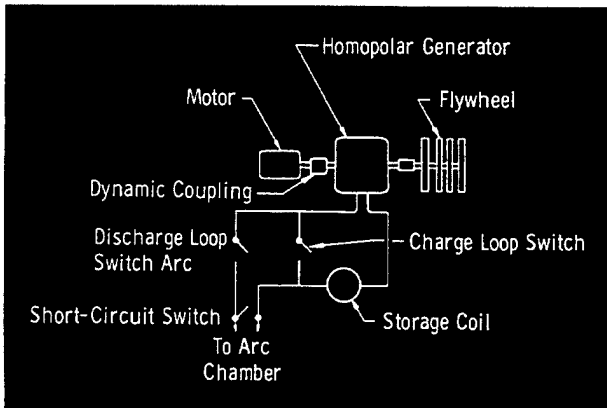 Homopolar Generator
Motor
Flywheel
Dynamic Coupling
Discharge Loop
Switch Arc
Charge Loop Switch
Short-Circuit Switch
Storage Coil
To Arc
Chamber